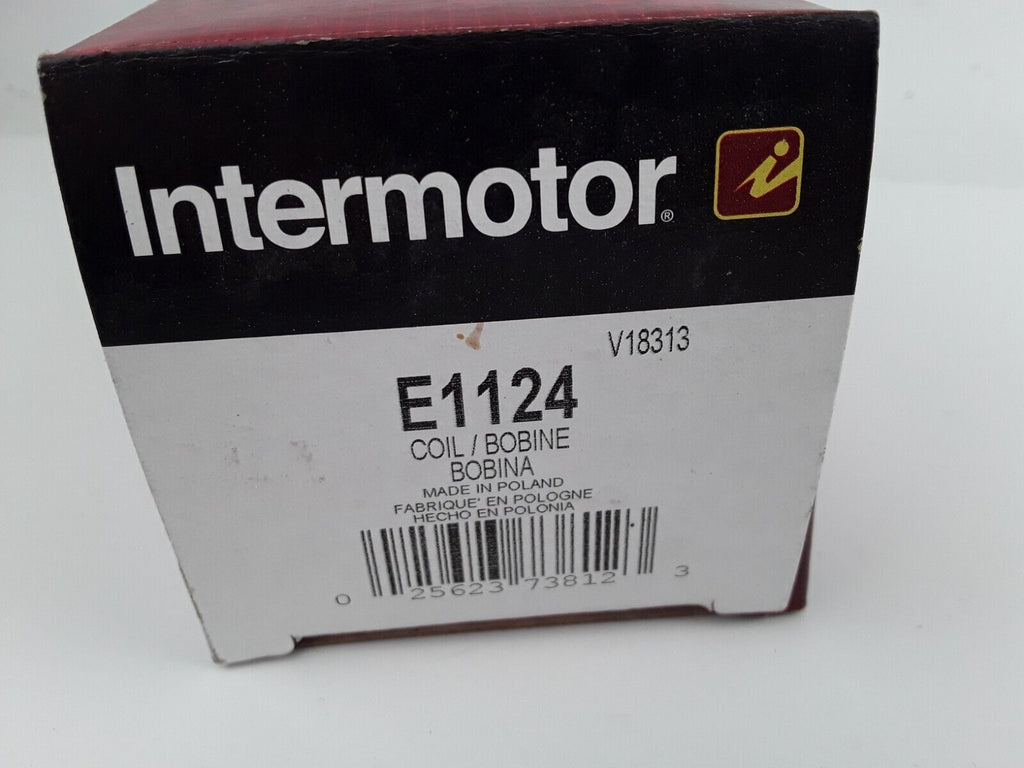 Intermotor®
i
V18313
E1124
COIL / BOBINE
BOBINA
MADE IN POLAND
FABRIQUE' EN POLOGNE
HECHO EN POLONIA
0 25623 73812 3